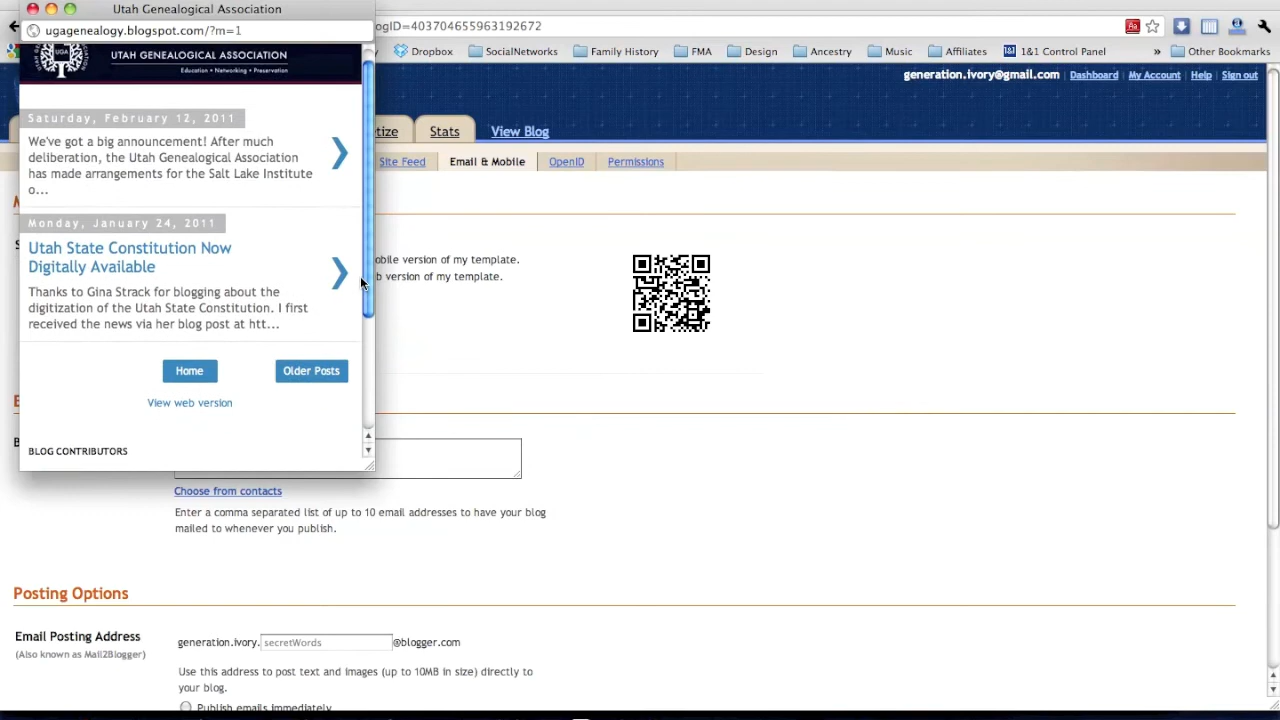 Utah Genealogical Association
ugagenealogy.blogspot.com/?m=1
UGA
UTAH GENEALOGICAL ASSOCIATION
Education • Networking • Preservation
Saturday, February 12, 2011
We've got a big announcement! After much
deliberation, the Utah Genealogical Association
has made arrangements for the Salt Lake Institute
o...
Monday, January 24, 2011
Utah State Constitution Now
Digitally Available
Thanks to Gina Strack for blogging about the
digitization of the Utah State Constitution. I first
received the news via her blog post at htt...
Home
Older Posts
View web version
BLOG CONTRIBUTORS
ogID=403704655963192672
Dropbox
SocialNetworks
Family History
FMA
Design
Ancestry
Music
Affiliates
1&1 Control Panel
»
Other Bookmarks
generation.ivory@gmail.com
Dashboard
My Account
Help
Sign out
etize
Stats
View Blog
Site Feed
Email & Mobile
OpenID
Permissions
obile version of my template.
b version of my template.
Choose from contacts
Enter a comma separated list of up to 10 email addresses to have your blog
mailed to whenever you publish.
Posting Options
Email Posting Address
(Also known as Mail2Blogger)
generation.ivory. secretWords @blogger.com
Use this address to post text and images (up to 10MB in size) directly to
your blog.
Publish emails immediately